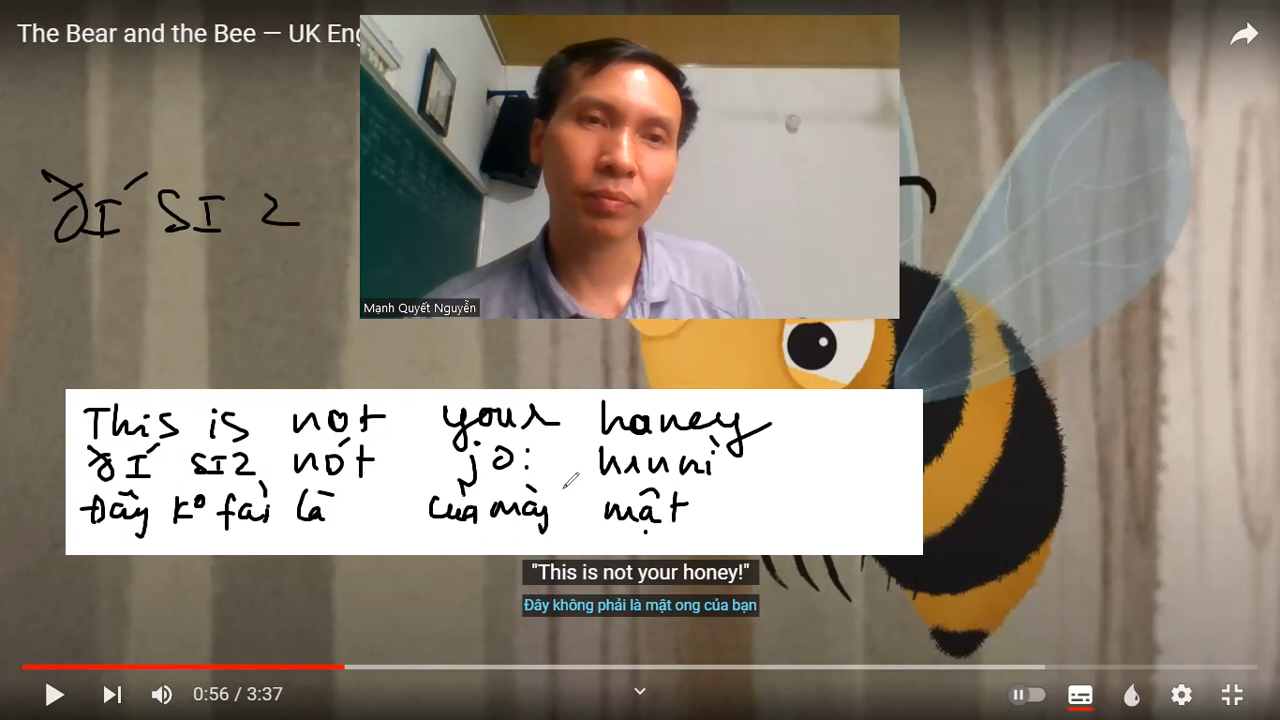 The Bear and the Bee — UK Eng
Mạnh Quyết Nguyễn
ðɪ́ sɪ z
This is not your honey
ðɪ́ sɪz nót jɔ: hʌnnì
Đây ko fải là của mày mật
"This is not your honey!"
Đây không phải là mật ong của bạn
0:56 / 3:37